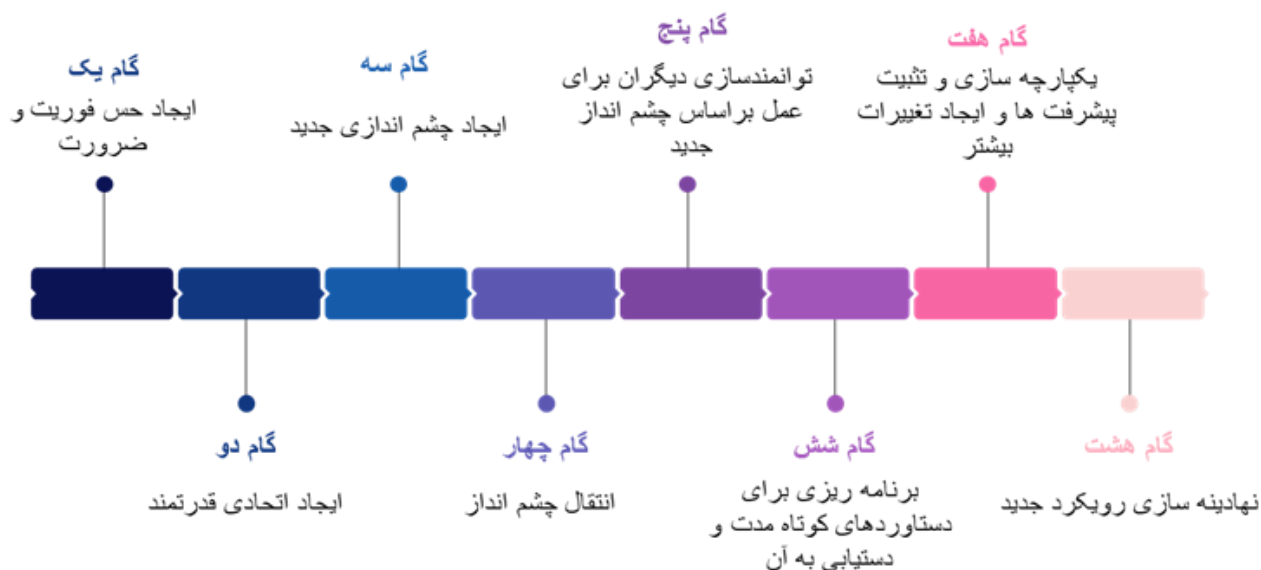 گام یک
ایجاد حس فوریت و
ضرورت
گام دو
ایجاد اتحادی قدرتمند
گام سه
ایجاد چشم اندازی جدید
گام چهار
انتقال چشم انداز
گام پنج
توانمندسازی دیگران برای
عمل براساس چشم انداز
جدید
گام شش
برنامه ریزی برای
دستاوردهای کوتاه مدت و
دستیابی به آن
گام هفت
یکپارچه سازی و تثبیت
پیشرفت ها و ایجاد تغییرات
بیشتر
گام هشت
نهادینه سازی رویکرد جدید